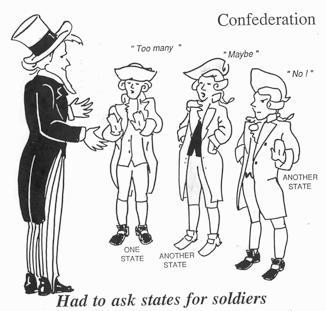 Confederation
" Too many "
" Maybe "
" No ! "
ONE
STATE
ANOTHER
STATE
ANOTHER
STATE
Had to ask states for soldiers